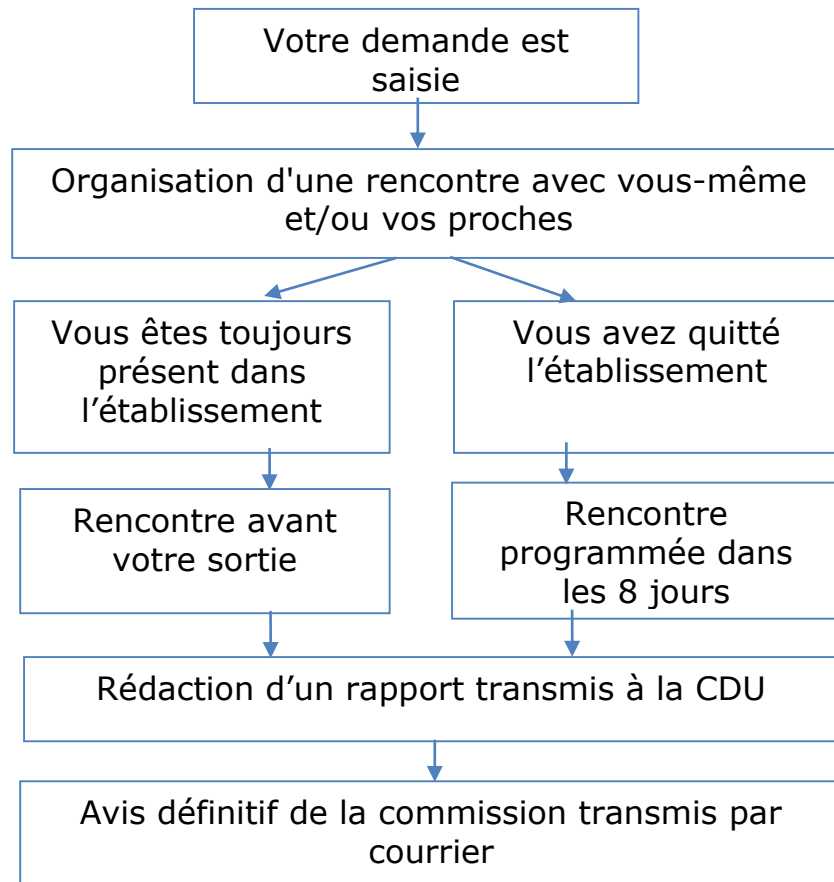 Votre demande est
saisie
Organisation d'une rencontre avec vous-même
et/ou vos proches
Vous êtes toujours
présent dans
l’établissement
Vous avez quitté
l’établissement
Rencontre avant
votre sortie
Rencontre
programmée dans
les 8 jours
Rédaction d’un rapport transmis à la CDU
Avis définitif de la commission transmis par
courrier